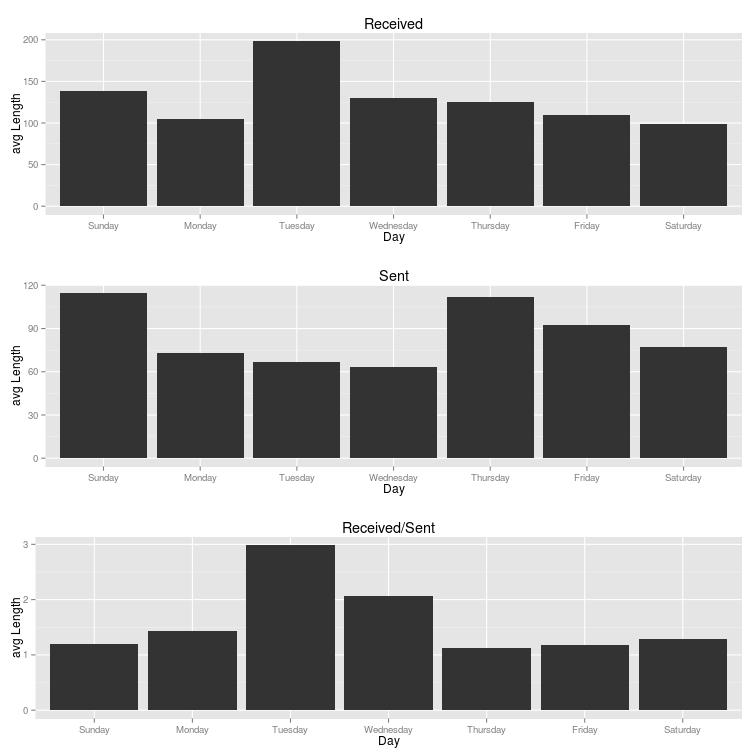 Received
avg Length
200
150
100
50
0
Sunday Monday Tuesday Wednesday Thursday Friday Saturday
Day
Sent
avg Length
120
90
60
30
0
Sunday Monday Tuesday Wednesday Thursday Friday Saturday
Day
Received/Sent
avg Length
3
2
1
0
Sunday Monday Tuesday Wednesday Thursday Friday Saturday
Day